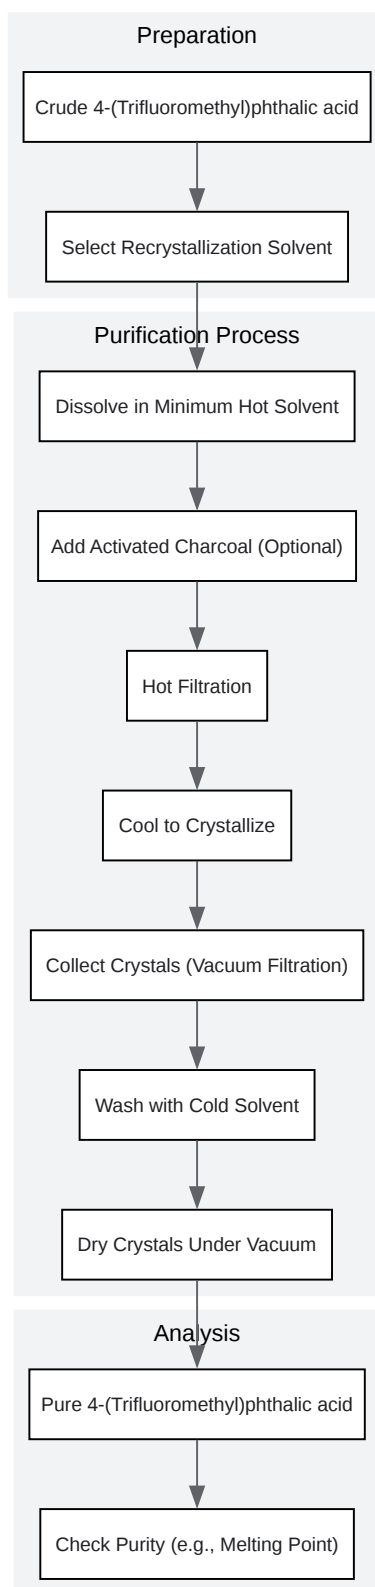 Preparation
Crude 4-(Trifluoromethyl)phthalic acid
Select Recrystallization Solvent
Purification Process
Dissolve in Minimum Hot Solvent
Add Activated Charcoal (Optional)
Hot Filtration
Cool to Crystallize
Collect Crystals (Vacuum Filtration)
Wash with Cold Solvent
Dry Crystals Under Vacuum
Analysis
Pure 4-(Trifluoromethyl)phthalic acid
Check Purity (e.g., Melting Point)